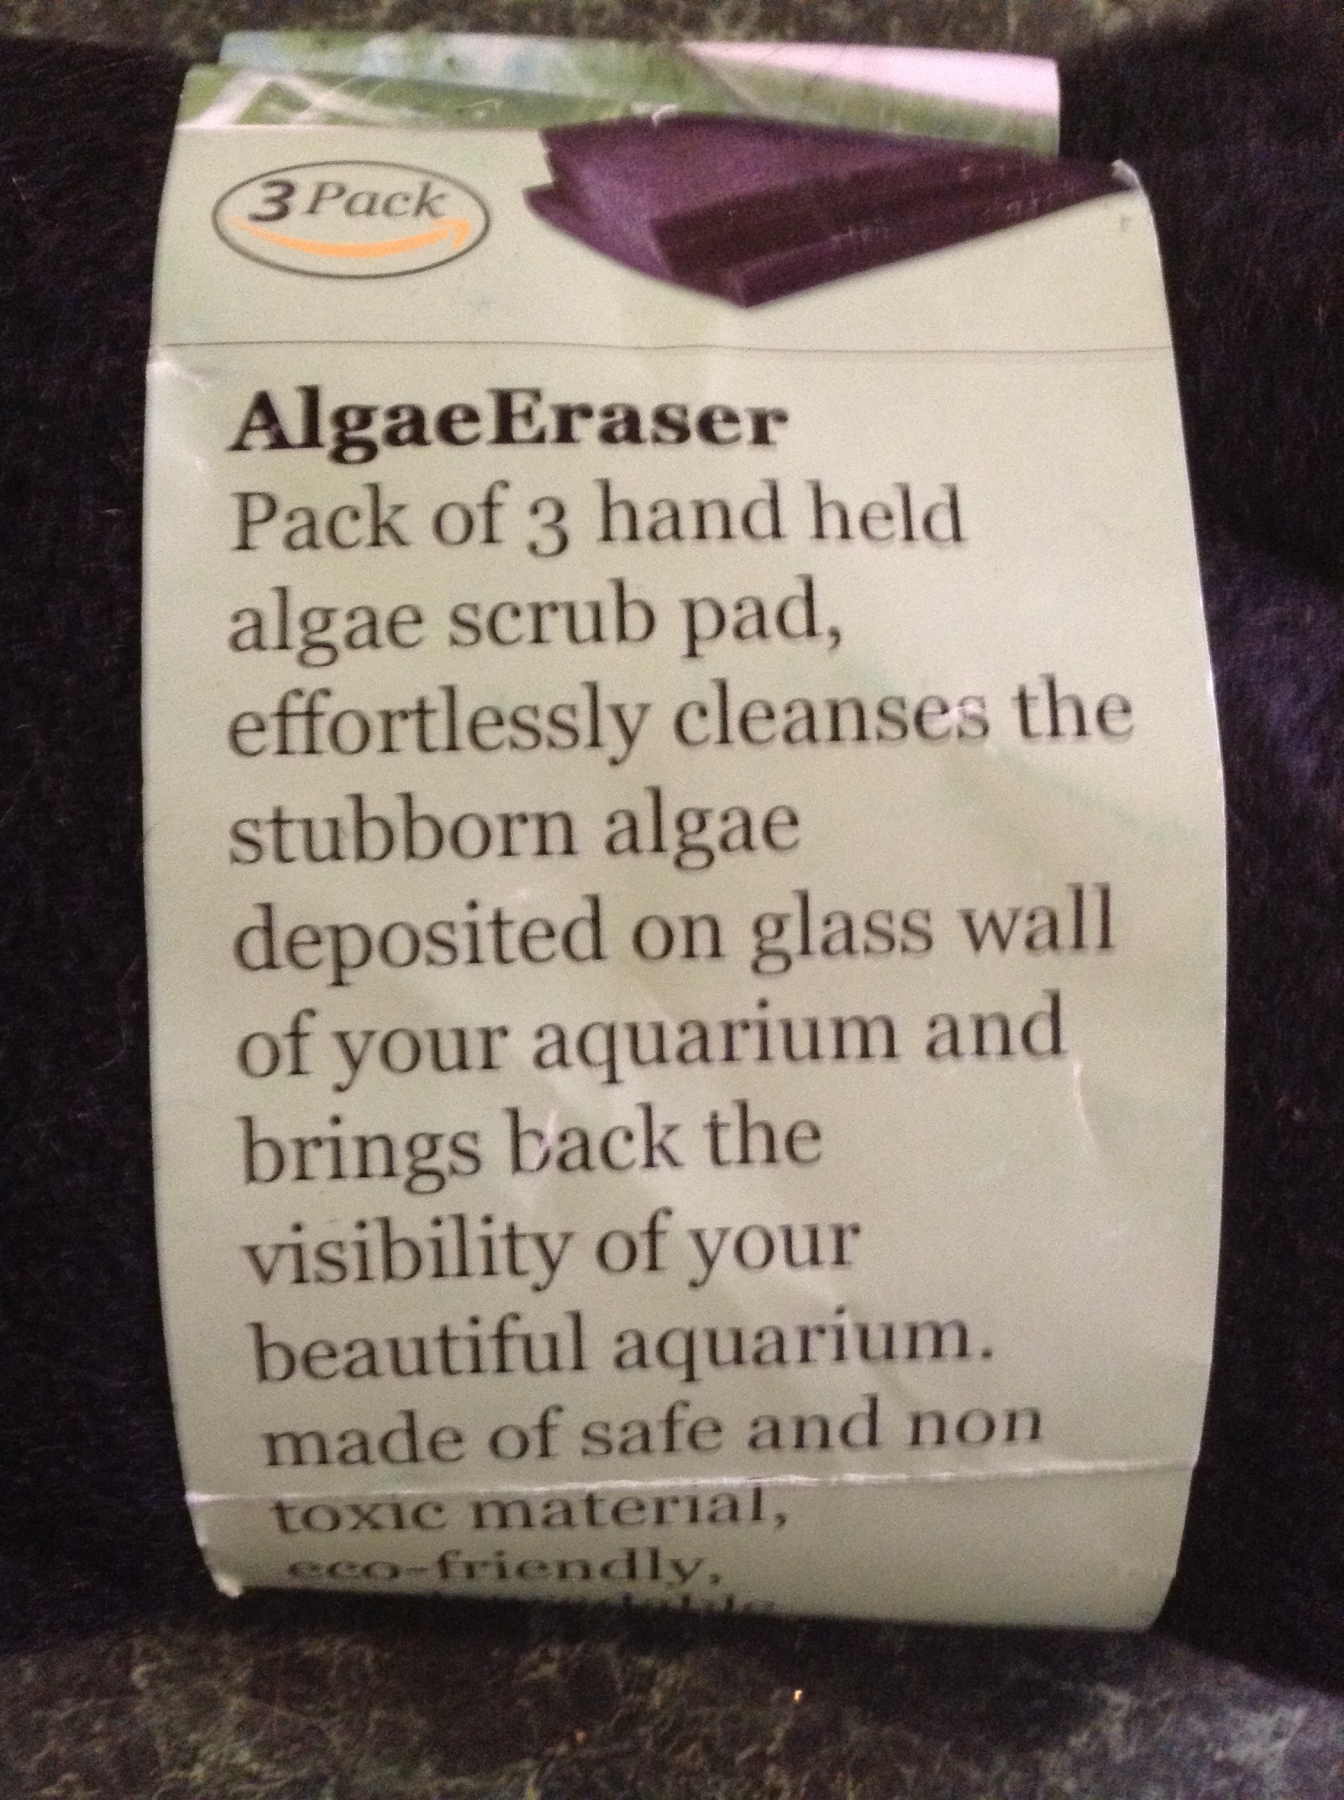 3 Pack
AlgaeEraser
Pack of 3 hand held
algae scrub pad,
effortlessly cleanses the
stubborn algae
deposited on glass wall
of your aquarium and
brings back the
visibility of your
beautiful aquarium.
made of safe and non
toxic material,
eco-friendly,